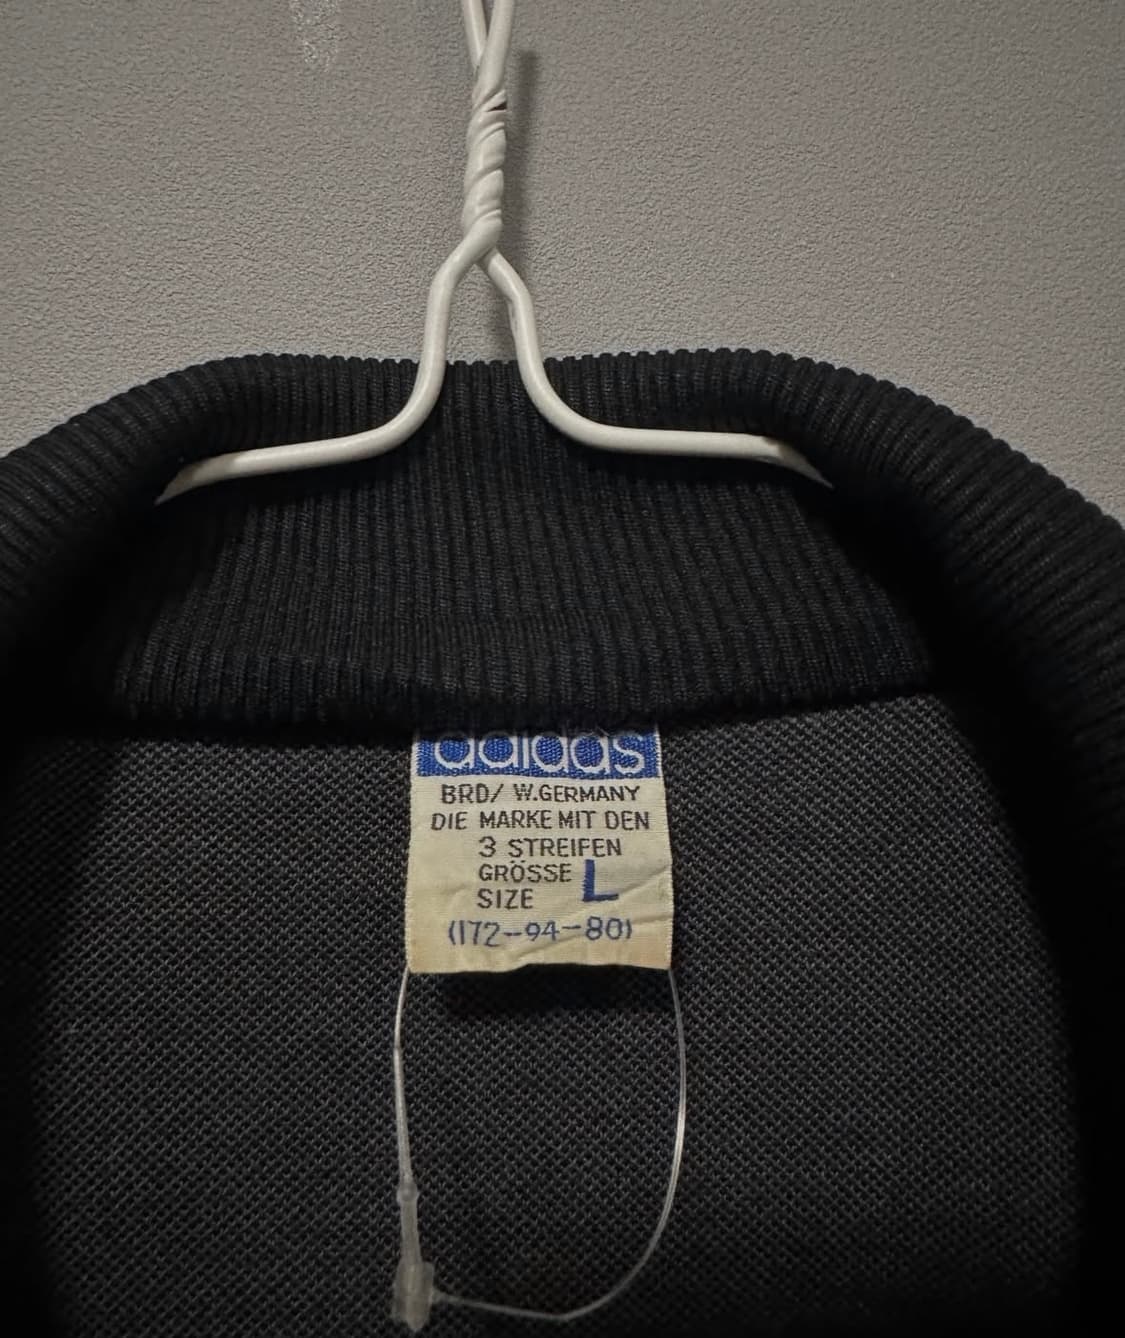 adidas
BRD/ W.GERMANY
DIE MARKE MIT DEN
3 STREIFEN
GRÖSSE L
SIZE
(172-94-80)